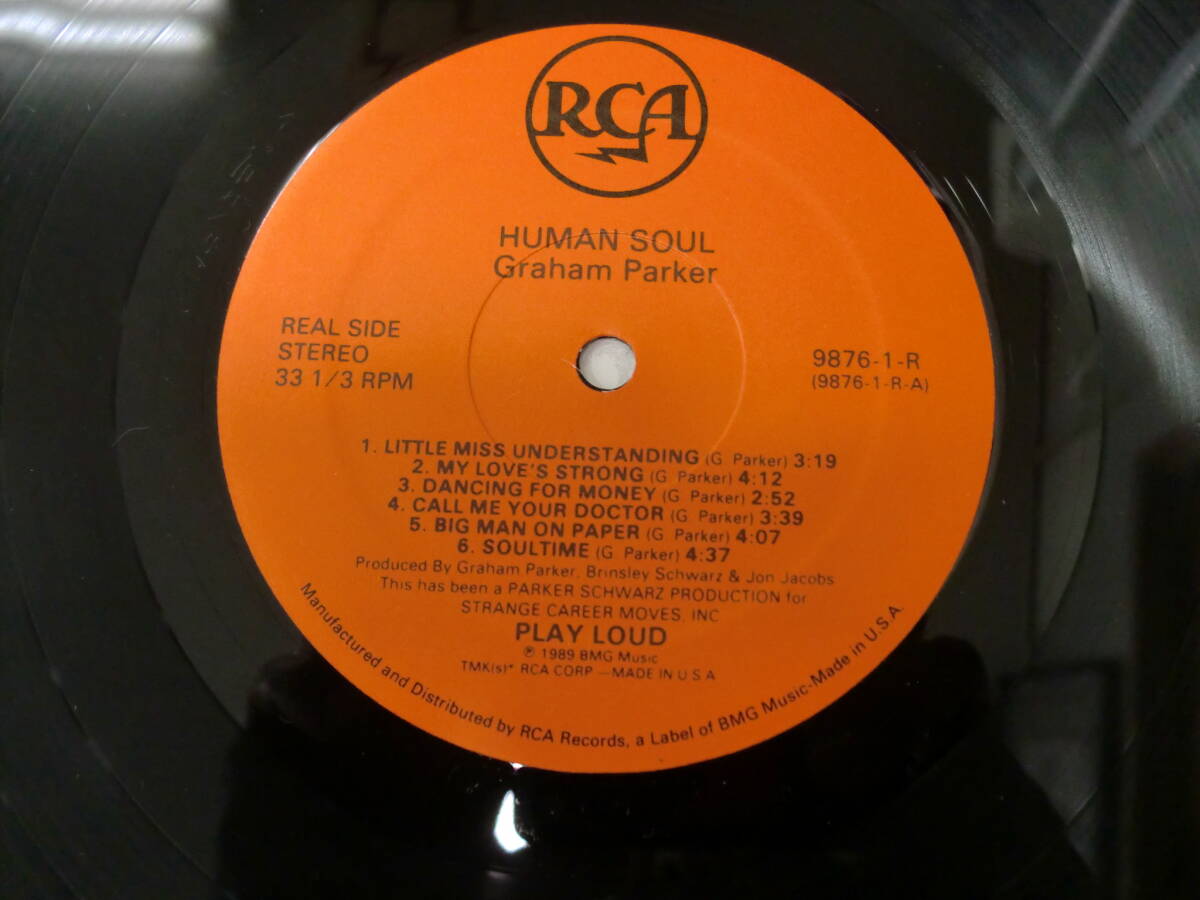 RCA
HUMAN SOUL
Graham Parker
REAL SIDE
STEREO
33 1/3 RPM
9876-1-R
(9876-1-R-A)
1. LITTLE MISS UNDERSTANDING (G. Parker) 3:19
2. MY LOVE'S STRONG (G. Parker) 4:12
3. DANCING FOR MONEY (G. Parker) 2:52
4. CALL ME YOUR DOCTOR (G. Parker) 3:39
5. BIG MAN ON PAPER (G. Parker) 4:07
6. SOULTIME (G. Parker) 4:37
Produced By Graham Parker, Brinsley Schwarz & Jon Jacobs
This has been a PARKER SCHWARZ PRODUCTION for
STRANGE CAREER MOVES, INC
PLAY LOUD
℗ 1989 BMG Music
TMK(s)® RCA CORP —MADE IN U S A
Manufactured and Distributed by RCA Records, a Label of BMG Music-Made in U.S.A.